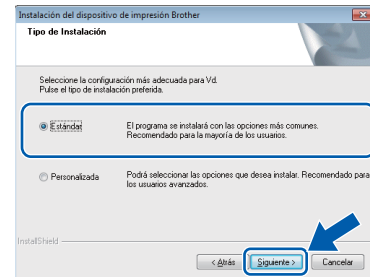 Instalación del dispositivo de impresión Brother
Tipo de Instalación
Seleccione la configuración más adecuada para Vd.
Pulse el tipo de instalación preferida.
Estándar
El programa se instalará con las opciones más comunes.
Recomendado para la mayoría de los usuarios.
Personalizada
Podrá seleccionar las opciones que desea instalar. Recomendado para
los usuarios avanzados.
InstallShield
< Atrás
Siguiente >
Cancelar